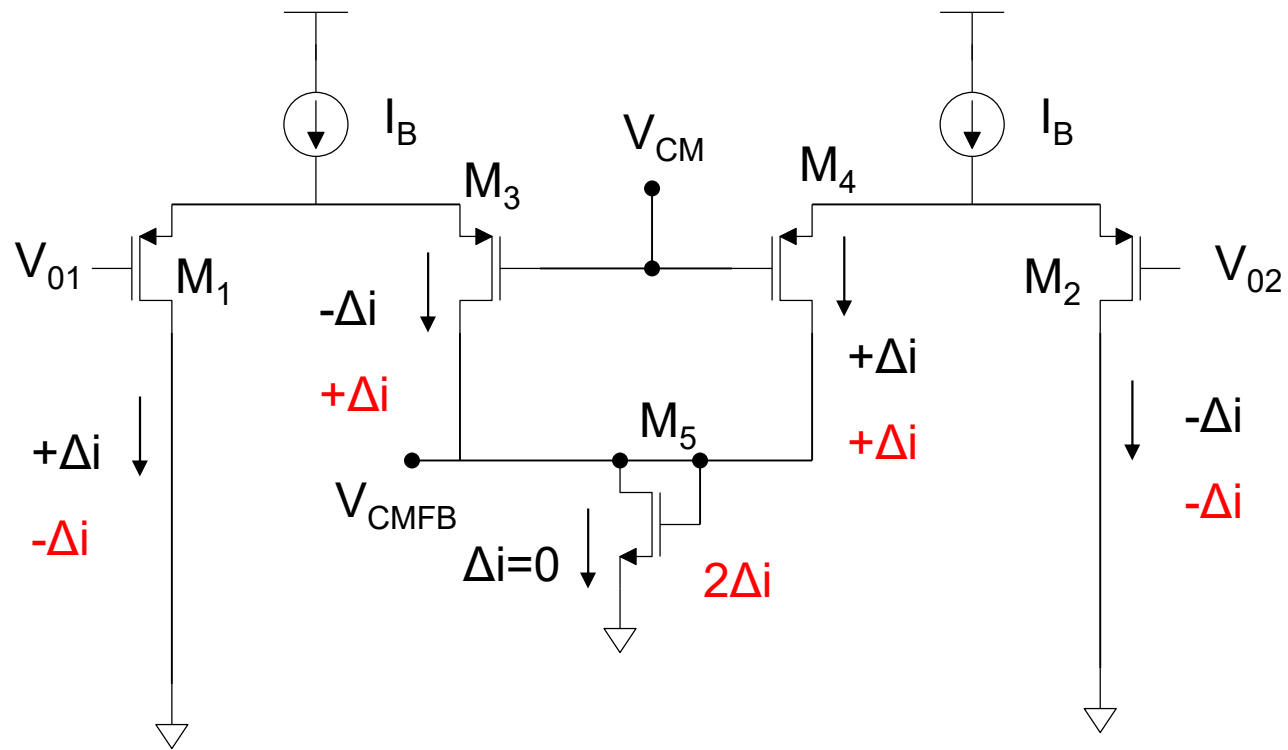 I_B
I_B
V_CM
M_3
M_4
V_01
M_1
M_2
V_02
-Δi
+Δi
+Δi
+Δi
M_5
-Δi
+Δi
-Δi
V_CMFB
-Δi
Δi=0
2Δi